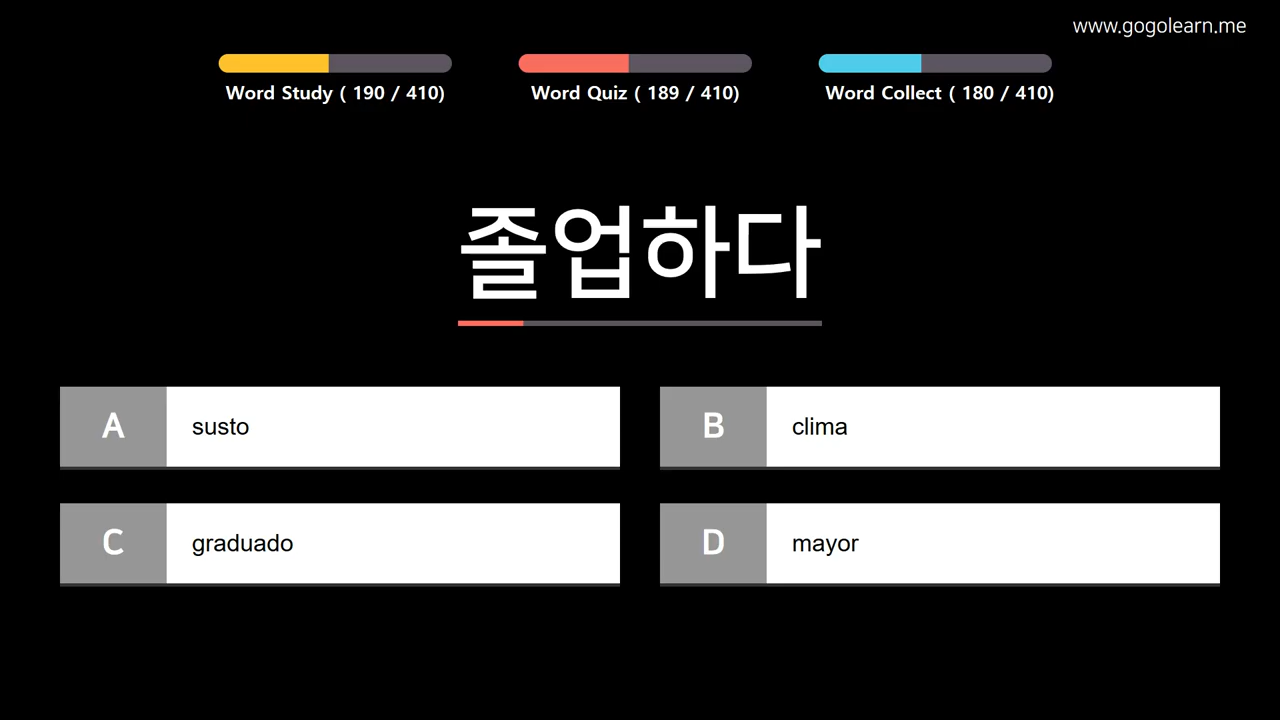 www.gogolearn.me
Word Study ( 190 / 410)
Word Quiz ( 189 / 410)
Word Collect ( 180 / 410)
졸업하다
A susto
B clima
C graduado
D mayor